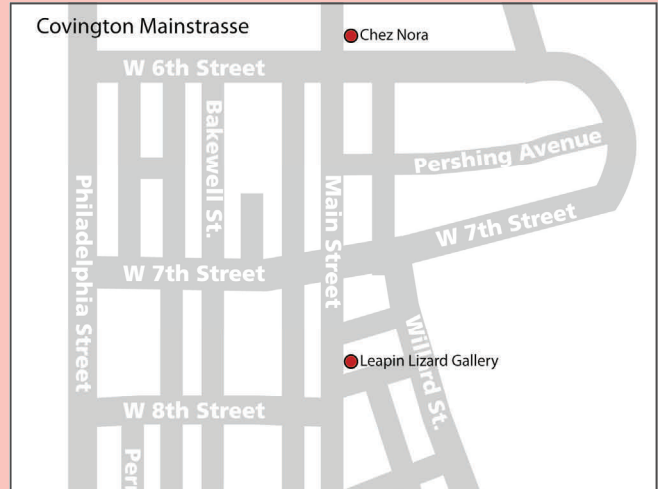 Covington Mainstrasse
Chez Nora
W 6th Street
Bakewell St.
Pershing Avenue
Philadelphia Street
Main Street
W 7th Street
W 7th Street
Willard St.
Leapin Lizard Gallery
W 8th Street